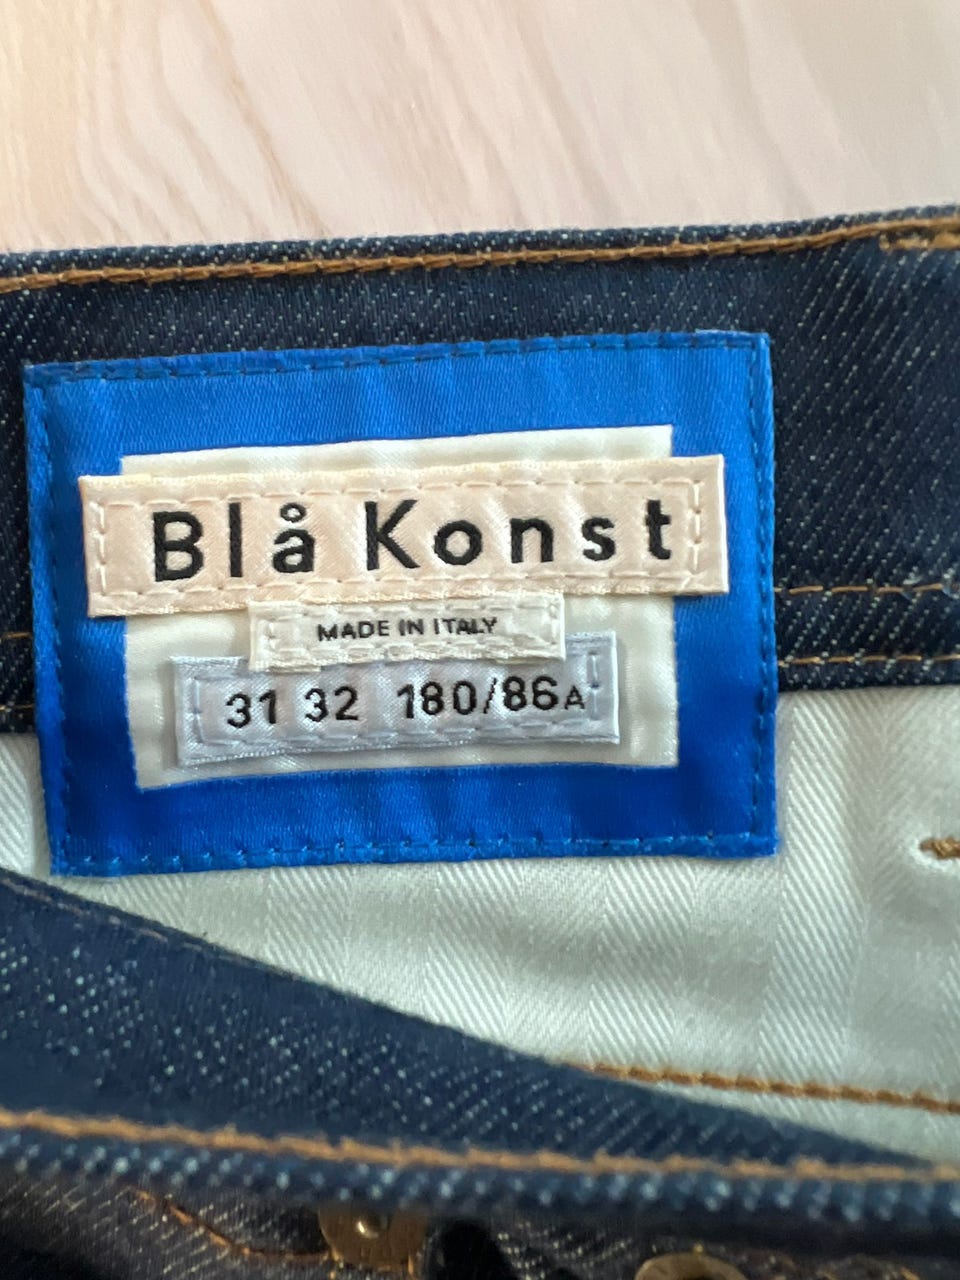 Blå Konst
MADE IN ITALY
31 32 180/86A